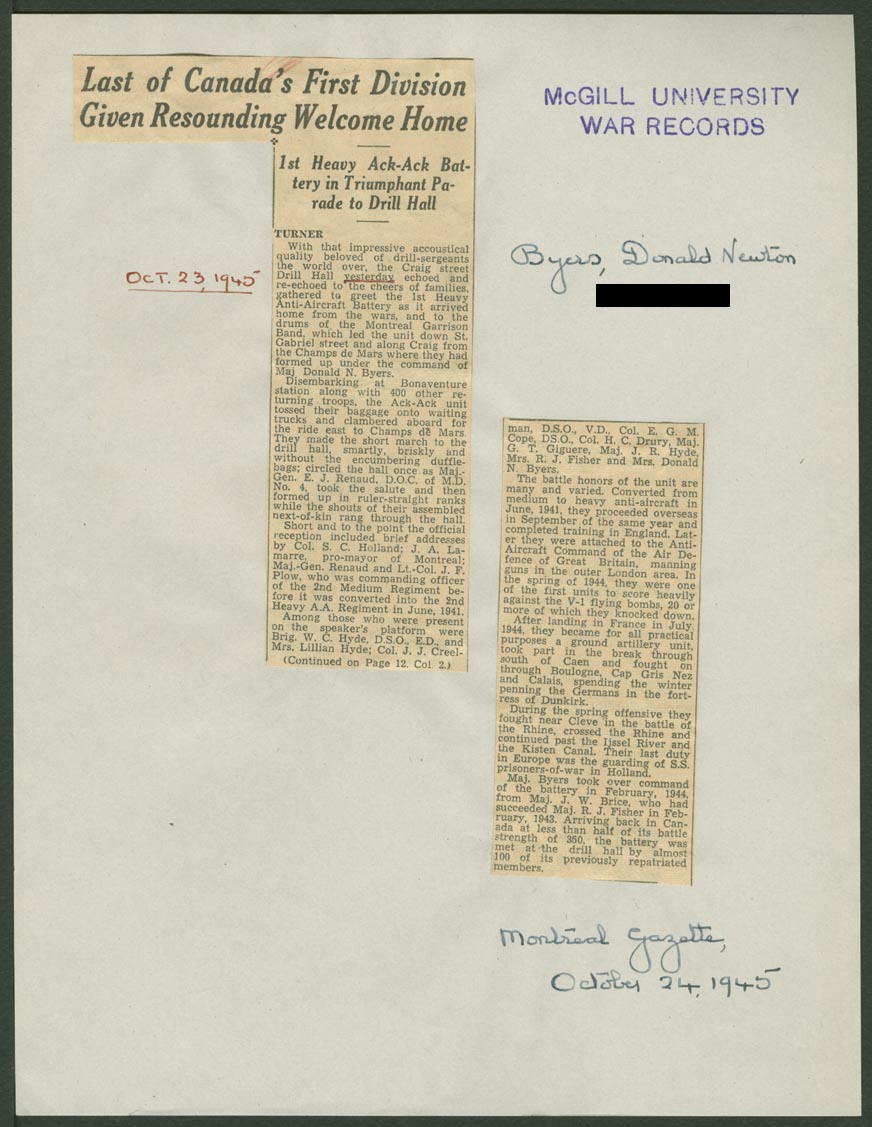 Last of Canada's First Division
Given Resounding Welcome Home
1st Heavy Ack-Ack Bat-
tery in Triumphant Pa-
rade to Drill Hall
TURNER
With that impressive accoustical
quality beloved of drill-sergeants
the world over, the Craig street
Drill Hall yesterday echoed and
re-echoed to the cheers of families,
gathered to greet the 1st Heavy
Anti-Aircraft Battery as it arrived
home from the wars, and to the
drums of the Montreal Garrison
Band, which led the unit down St.
Gabriel street and along Craig from
the Champs de Mars where they had
formed up under the command of
Maj Donald N. Byers.
Disembarking at Bonaventure
station along with 400 other re-
turning troops, the Ack-Ack unit
tossed their baggage onto waiting
trucks and clambered aboard for
the ride east to Champs de Mars.
They made the short march to the
drill hall, smartly, briskly and
without the encumbering duffle-
bags; circled the hall once as Maj.-
Gen. E. J. Renaud, D.O.C. of M.D.
No. 4, took the salute and then
formed up in ruler-straight ranks
while the shouts of their assembled
next-of-kin rang through the hall.
Short and to the point the official
reception included brief addresses
by Col. S. C. Holland; J. A. La-
marre, pro-mayor of Montreal;
Maj.-Gen. Renaud and Lt.-Col. J. F.
Plow, who was commanding officer
of the 2nd Medium Regiment be-
fore it was converted into the 2nd
Heavy A.A. Regiment in June, 1941.
Among those who were present
on the speaker's platform were
Brig. W. C. Hyde, D.S.O., E.D., and
Mrs. Lillian Hyde; Col. J. J. Creel-
(Continued on Page 12, Col. 2.)
OCT. 23, 1945
McGILL UNIVERSITY
WAR RECORDS
Byers, Donald Newton
man, D.S.O., V.D., Col. E. G. M.
Cope, D.S.O., Col. H. C. Drury, Maj.
G. T. Giguere, Maj. J. R. Hyde,
Mrs. R. J. Fisher and Mrs. Donald
N. Byers.
The battle honors of the unit are
many and varied. Converted from
medium to heavy anti-aircraft in
June, 1941, they proceeded overseas
in September of the same year and
completed training in England. Lat-
er they were attached to the Anti-
Aircraft Command of the Air De-
fence of Great Britain, manning
guns in the outer London area. In
the spring of 1944, they were one
of the first units to score heavily
against the V-1 flying bombs, 20 or
more of which they knocked down.
After landing in France in July,
1944, they became for all practical
purposes a ground artillery unit,
took part in the break through
south of Caen and fought on
through Boulogne, Cap Gris Nez
and Calais, spending the winter
penning the Germans in the fort-
ress of Dunkirk.
During the spring offensive they
fought near Cleve in the battle of
the Rhine, crossed the Rhine and
continued past the Ijssel River and
the Kisten Canal. Their last duty
in Europe was the guarding of S.S.
prisoners-of-war in Holland.
Maj. Byers took over command
of the battery in February, 1944,
from Maj. J. W. Brice, who had
succeeded Maj. R. J. Fisher in Feb-
ruary, 1943. Arriving back in Can-
ada at less than half of its battle
strength of 350, the battery was
met at the drill hall by almost
100 of its previously repatriated
members.
Montreal Gazette,
October 24, 1945